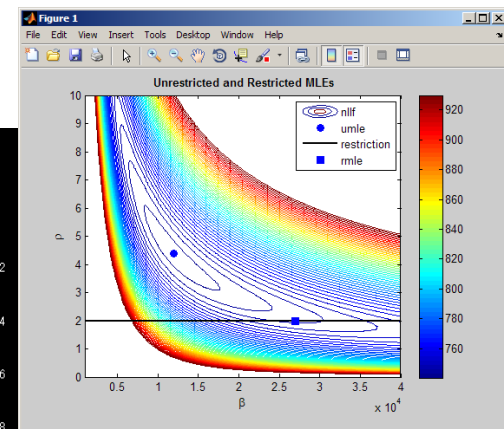 Figure 1
File Edit View Insert Tools Desktop Window Help
Unrestricted and Restricted MLEs
nllf
umle
restriction
rmle
10
9
8
7
6
5
4
3
2
1
0
ρ
0.5 1 1.5 2 2.5 3 3.5 4
x 10^4
β
920
900
880
860
840
820
800
780
760
2
4
6
8